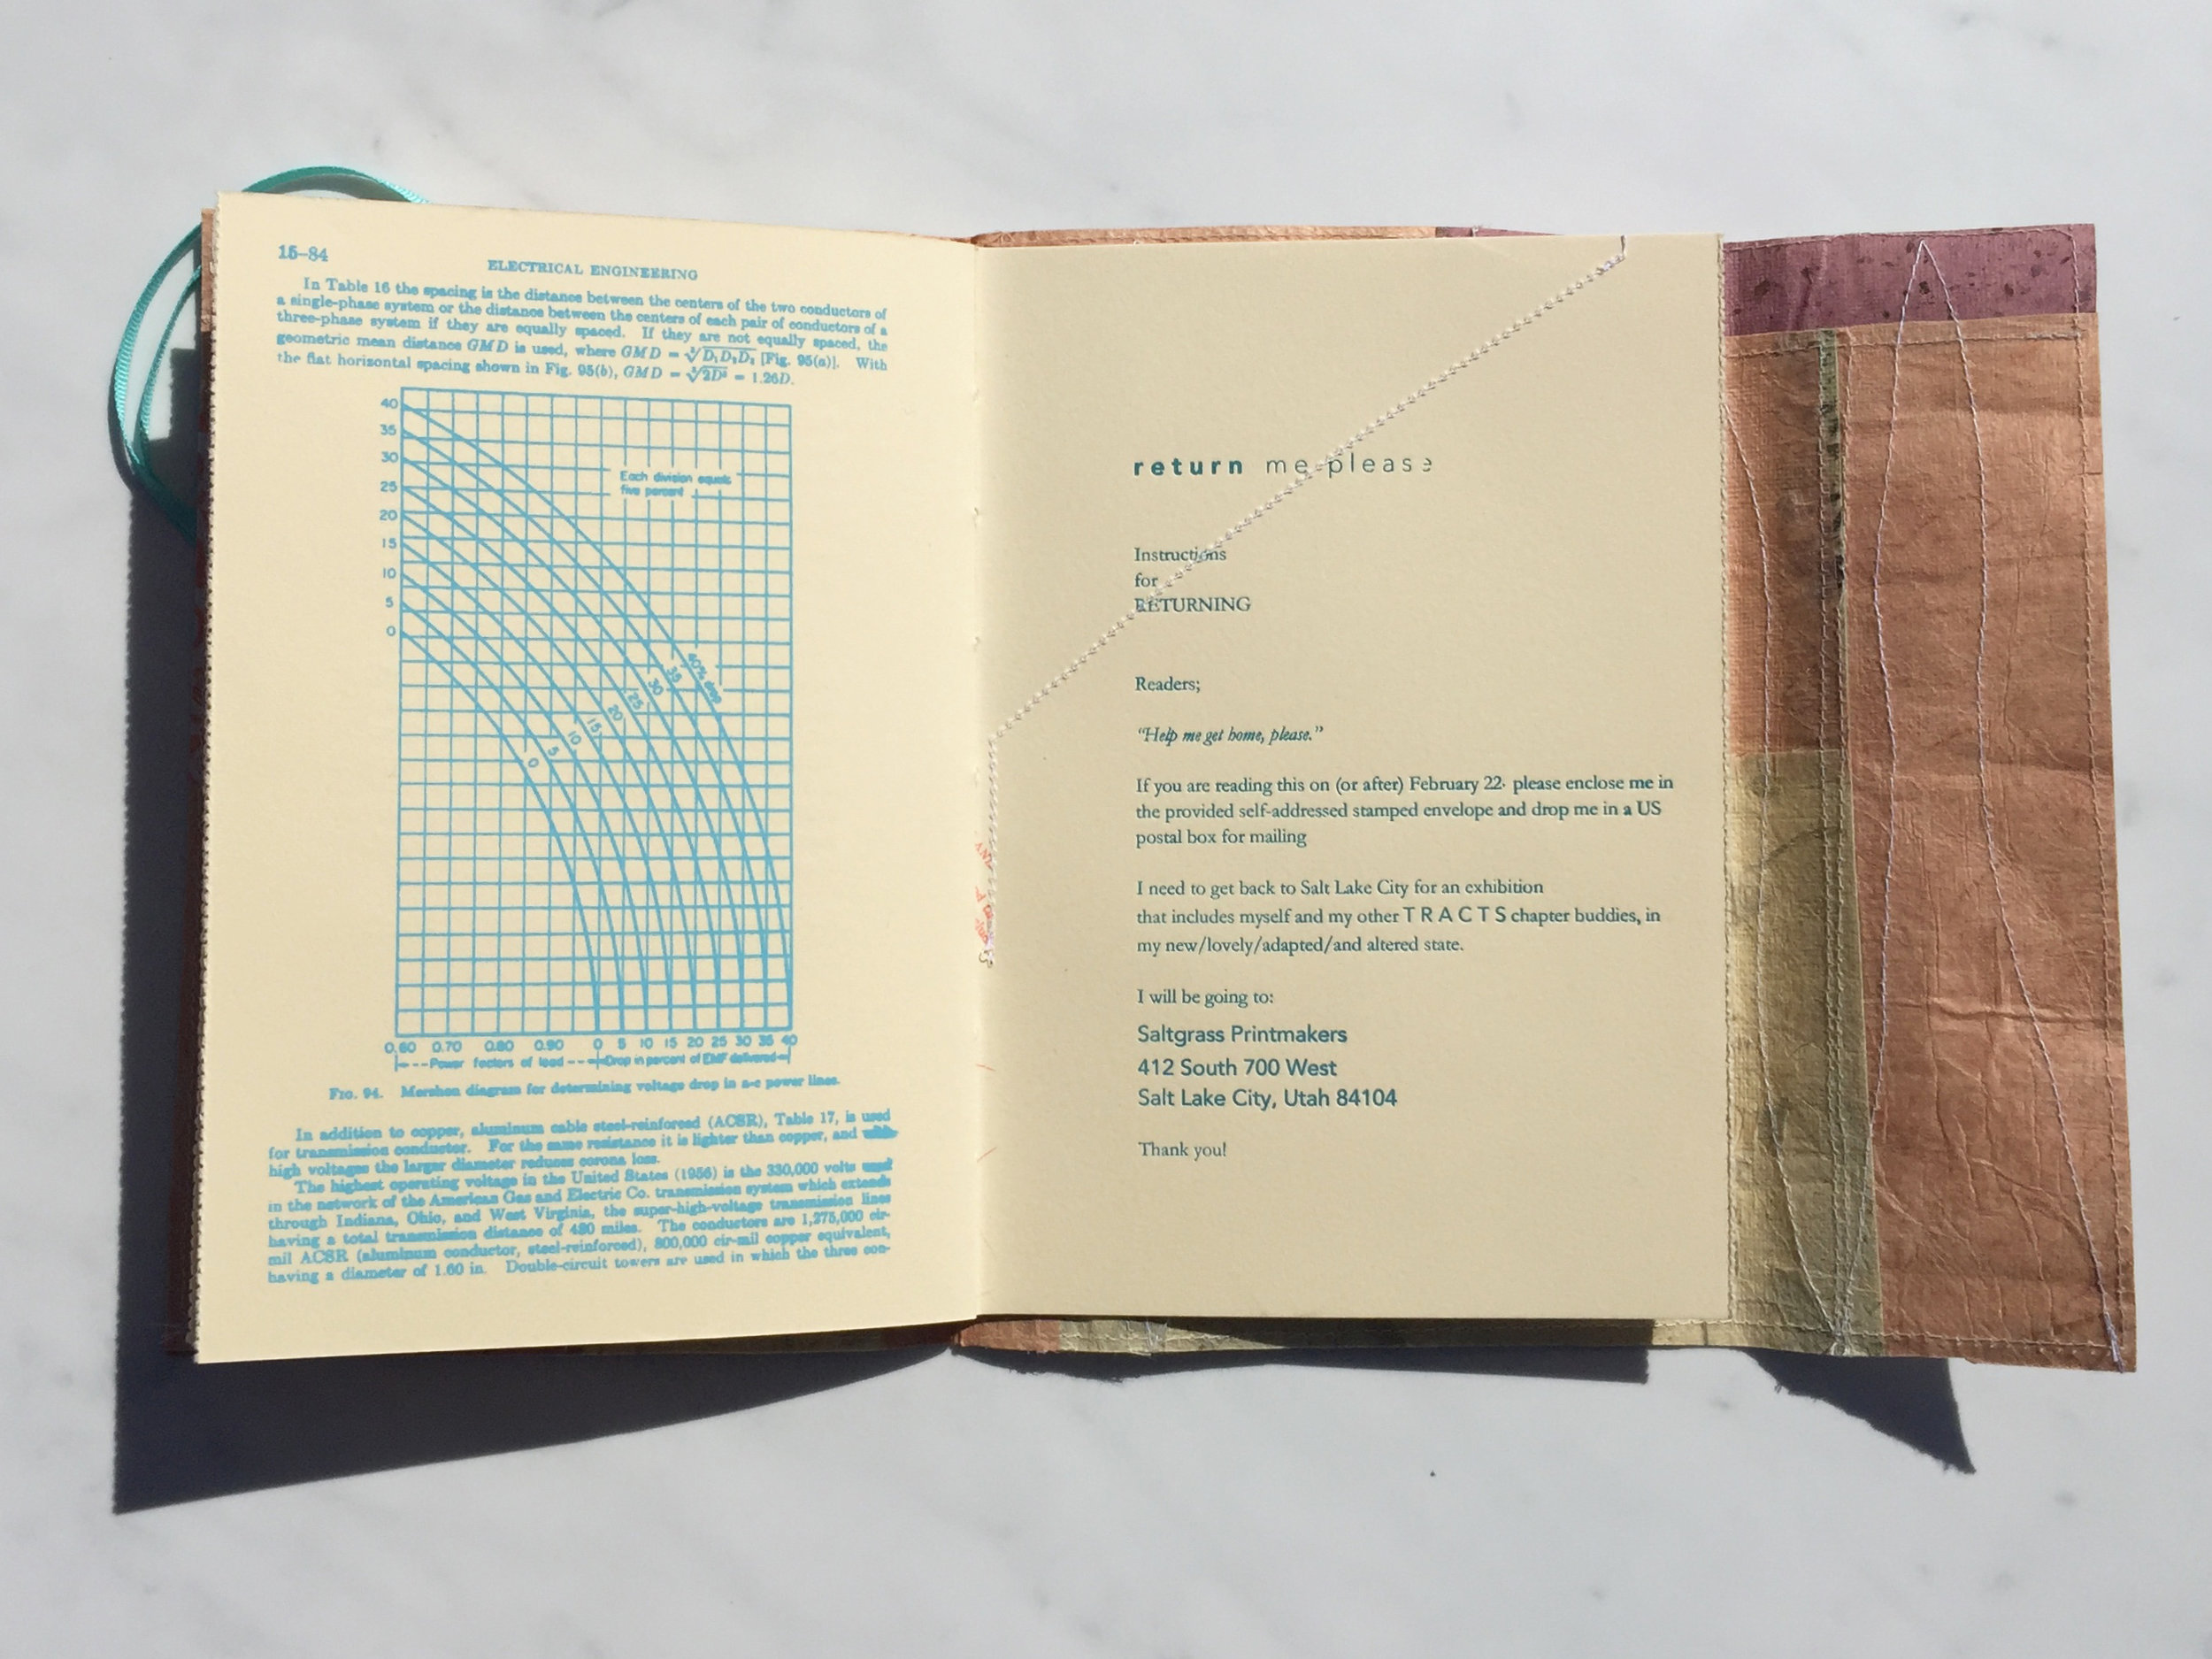 15–84
ELECTRICAL ENGINEERING
In Table 16 the spacing is the distance between the centers of the two conductors of
a single-phase system or the distance between the centers of each pair of conductors of a
three-phase system if they are equally spaced. If they are not equally spaced, the
geometric mean distance GMD is used, where GMD = ∛D₁D₂D₃ [Fig. 95(a)]. With
the flat horizontal spacing shown in Fig. 95(b), GMD = ∛2D³ = 1.26D.
40
35
30
25
20
15
10
5
0
Each division equals
five percent
40% drop
35
30
25
20
15
10
5
0
0.60 0.70 0.80 0.90 0 5 10 15 20 25 30 35 40
Power factors of load Drop in percent of EMF delivered
FIG. 94. Mershon diagram for determining voltage drop in a-c power lines.
In addition to copper, aluminum cable steel-reinforced (ACSR), Table 17, is used
for transmission conductor. For the same resistance it is lighter than copper, and with
high voltages the larger diameter reduces corona loss.
The highest operating voltage in the United States (1956) is the 330,000 volts used
in the network of the American Gas and Electric Co. transmission system which extends
through Indiana, Ohio, and West Virginia, the super-high-voltage transmission lines
having a total transmission distance of 480 miles. The conductors are 1,275,000 cir-
mil ACSR (aluminum conductor, steel-reinforced), 800,000 cir-mil copper equivalent,
having a diameter of 1.60 in. Double-circuit towers are used in which the three con-
return me please
Instructions
for
RETURNING
Readers;
“Help me get home, please.”
If you are reading this on (or after) February 22. please enclose me in
the provided self-addressed stamped envelope and drop me in a US
postal box for mailing
I need to get back to Salt Lake City for an exhibition
that includes myself and my other TRACTS chapter buddies, in
my new/lovely/adapted/and altered state.
I will be going to:
Saltgrass Printmakers
412 South 700 West
Salt Lake City, Utah 84104
Thank you!